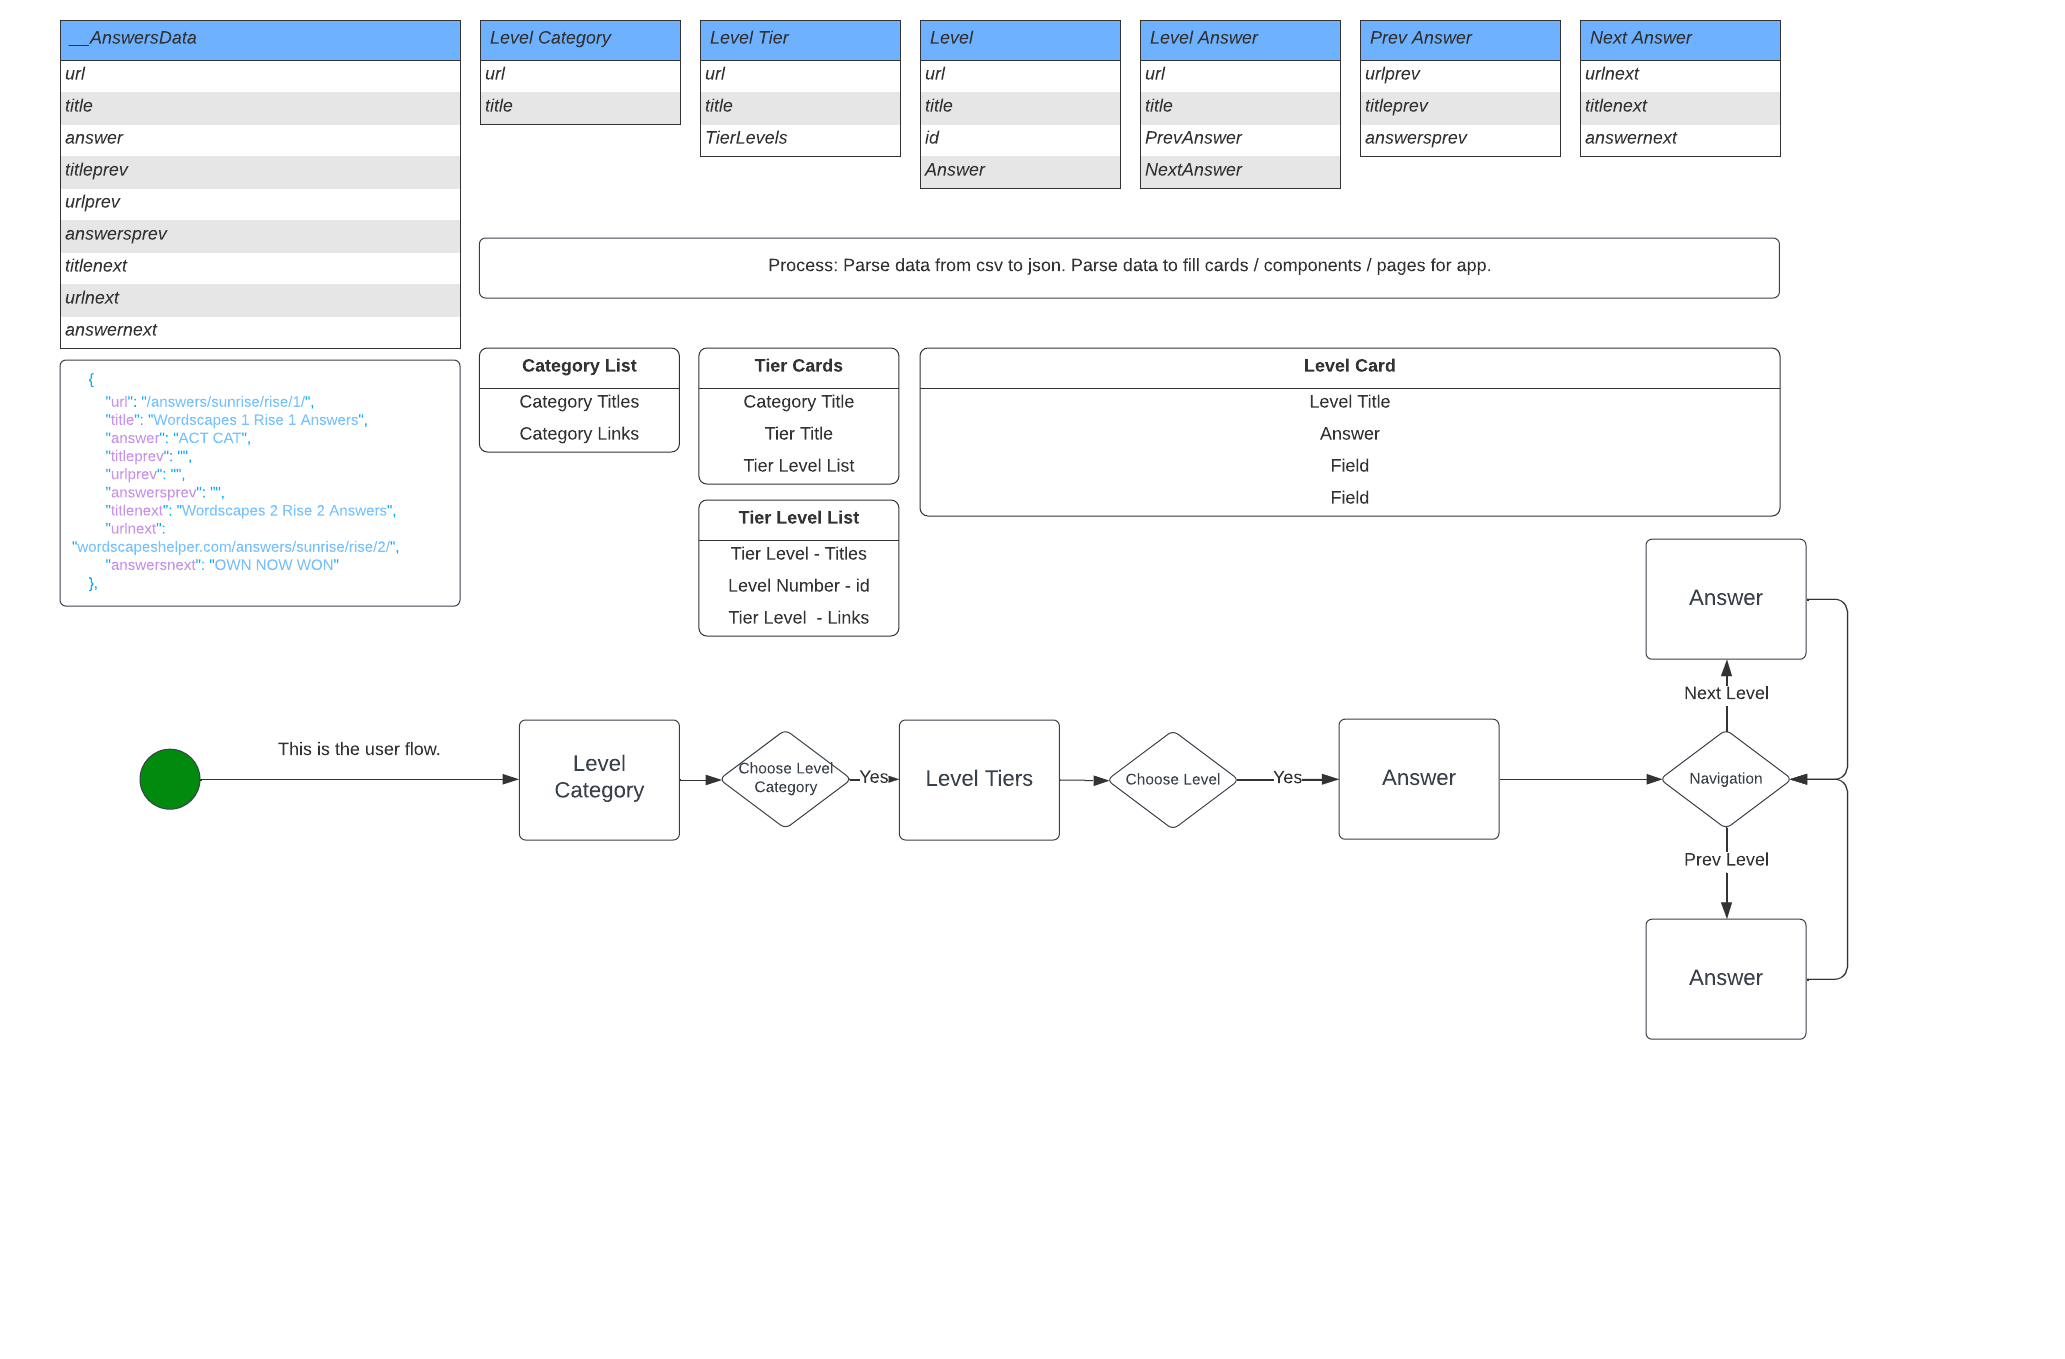 __AnswersData
url
title
answer
titleprev
urlprev
answersprev
titlenext
urlnext
answernext
Level Category
url
title
Level Tier
url
title
TierLevels
Level
url
title
id
Answer
Level Answer
url
title
PrevAnswer
NextAnswer
Prev Answer
urlprev
titleprev
answersprev
Next Answer
urlnext
titlenext
answernext
Process: Parse data from csv to json. Parse data to fill cards / components / pages for app.
{
"url": "/answers/sunrise/rise/1/",
"title": "Wordscapes 1 Rise 1 Answers",
"answer": "ACT CAT",
"titleprev": "",
"urlprev": "",
"answersprev": "",
"titlenext": "Wordscapes 2 Rise 2 Answers",
"urlnext":
"wordscapeshelper.com/answers/sunrise/rise/2/",
"answersnext": "OWN NOW WON"
},
Category List
Category Titles
Category Links
Tier Cards
Category Title
Tier Title
Tier Level List
Tier Level List
Tier Level - Titles
Level Number - id
Tier Level  - Links
Level Card
Level Title
Answer
Field
Field
This is the user flow.
Level
Category
Choose Level
Category
Yes
Level Tiers
Choose Level
Yes
Answer
Navigation
Next Level
Answer
Prev Level
Answer